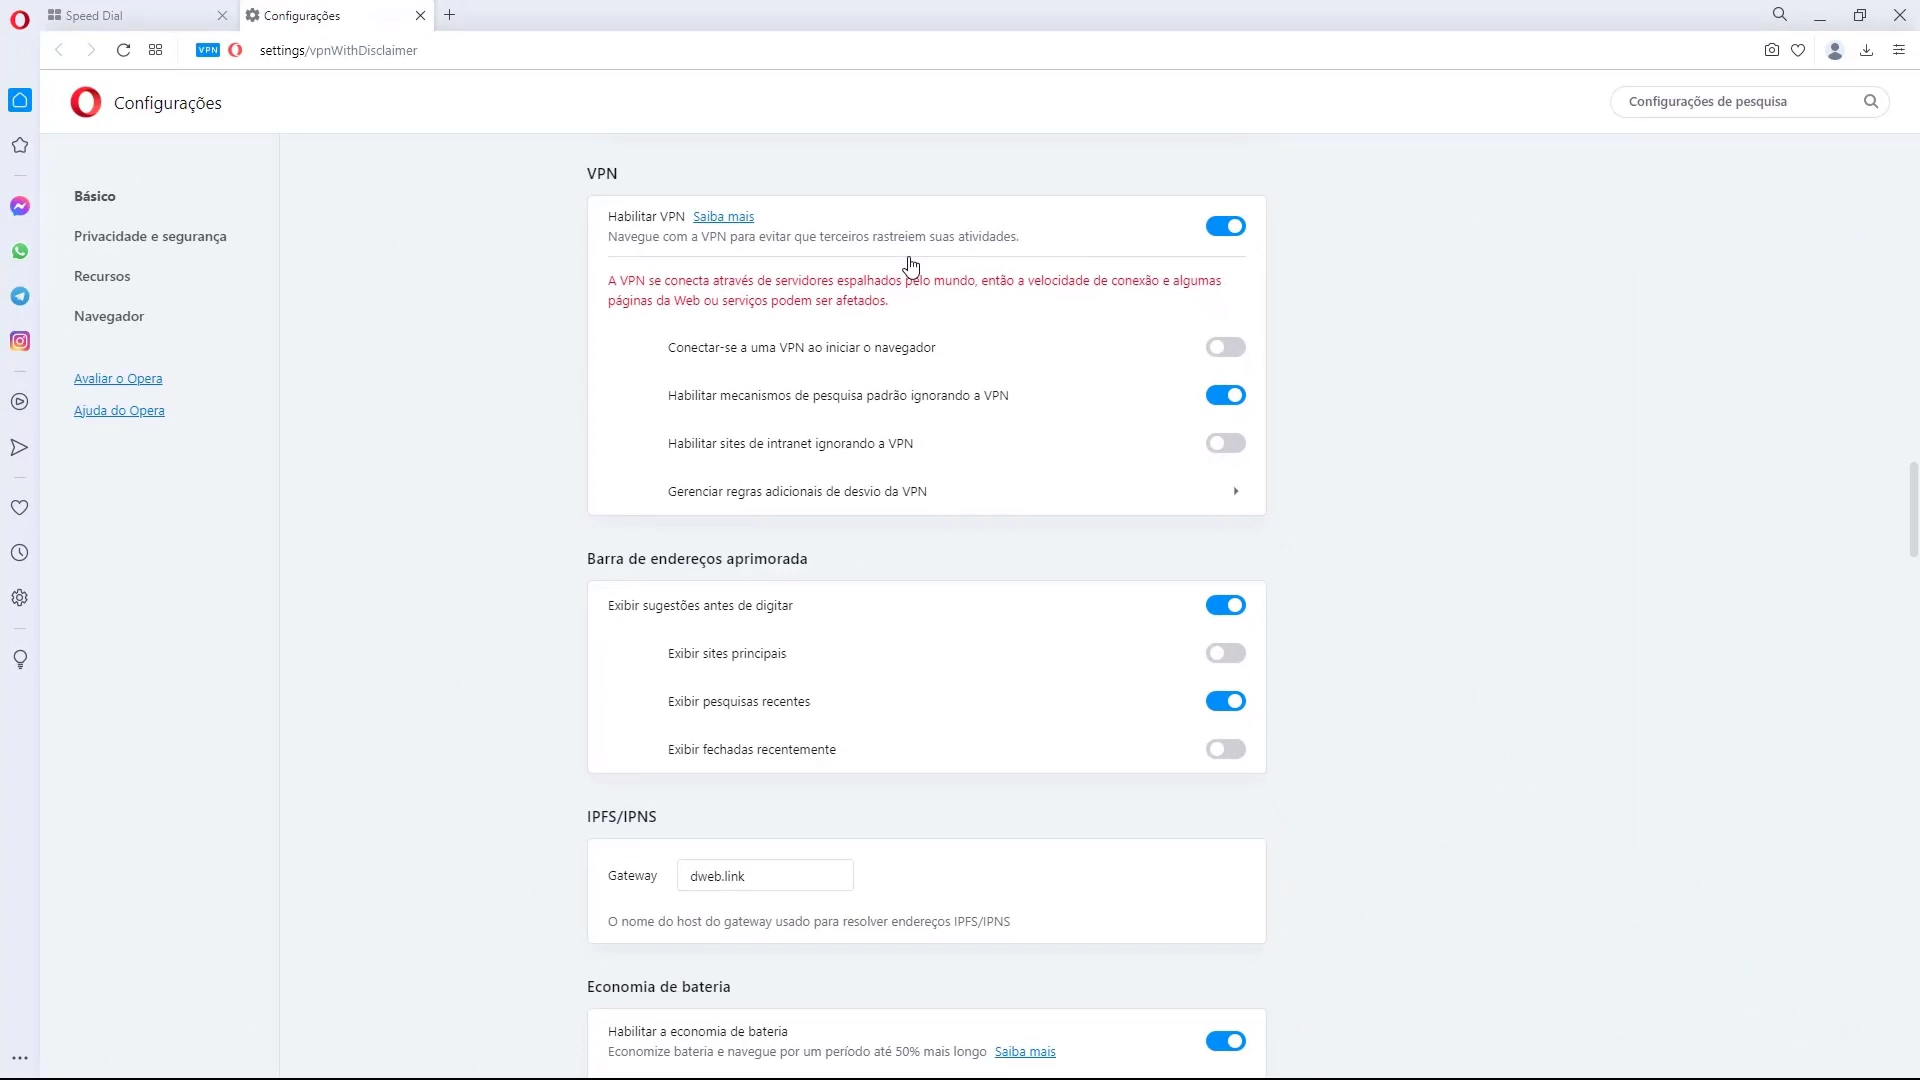 Speed Dial
Configurações
VPN
settings/vpnWithDisclaimer
Configurações
Configurações de pesquisa
Básico
Privacidade e segurança
Recursos
Navegador
Avaliar o Opera
Ajuda do Opera
VPN
Habilitar VPN Saiba mais
Navegue com a VPN para evitar que terceiros rastreiem suas atividades.
A VPN se conecta através de servidores espalhados pelo mundo, então a velocidade de conexão e algumas
páginas da Web ou serviços podem ser afetados.
Conectar-se a uma VPN ao iniciar o navegador
Habilitar mecanismos de pesquisa padrão ignorando a VPN
Habilitar sites de intranet ignorando a VPN
Gerenciar regras adicionais de desvio da VPN
Barra de endereços aprimorada
Exibir sugestões antes de digitar
Exibir sites principais
Exibir pesquisas recentes
Exibir fechadas recentemente
IPFS/IPNS
Gateway dweb.link
O nome do host do gateway usado para resolver endereços IPFS/IPNS
Economia de bateria
Habilitar a economia de bateria
Economize bateria e navegue por um período até 50% mais longo Saiba mais